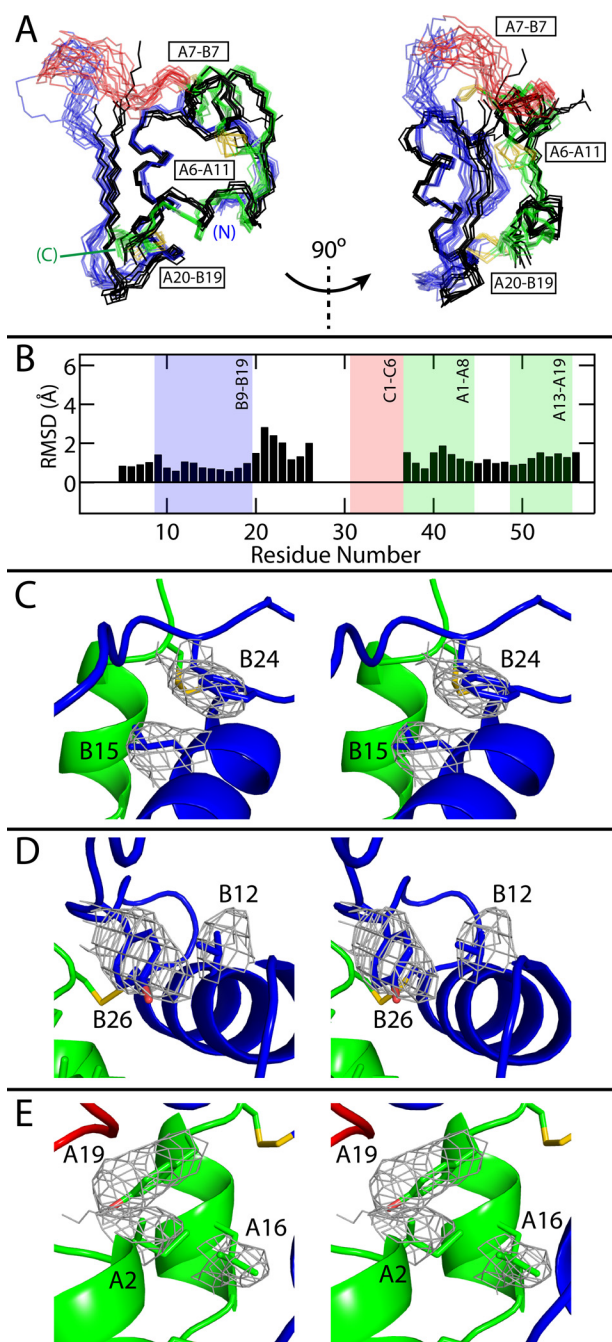 A
A7-B7
A7-B7
A6-A11
A6-A11
(N)
(C)
A20-B19
A20-B19
90°
B
RMSD (Å)
6
4
2
0
B9-B19
C1-C6
A1-A8
A13-A19
10 20 30 40 50
Residue Number
C
B24
B24
B15
B15
D
B12
B12
B26
B26
E
A19
A19
A16
A16
A2
A2